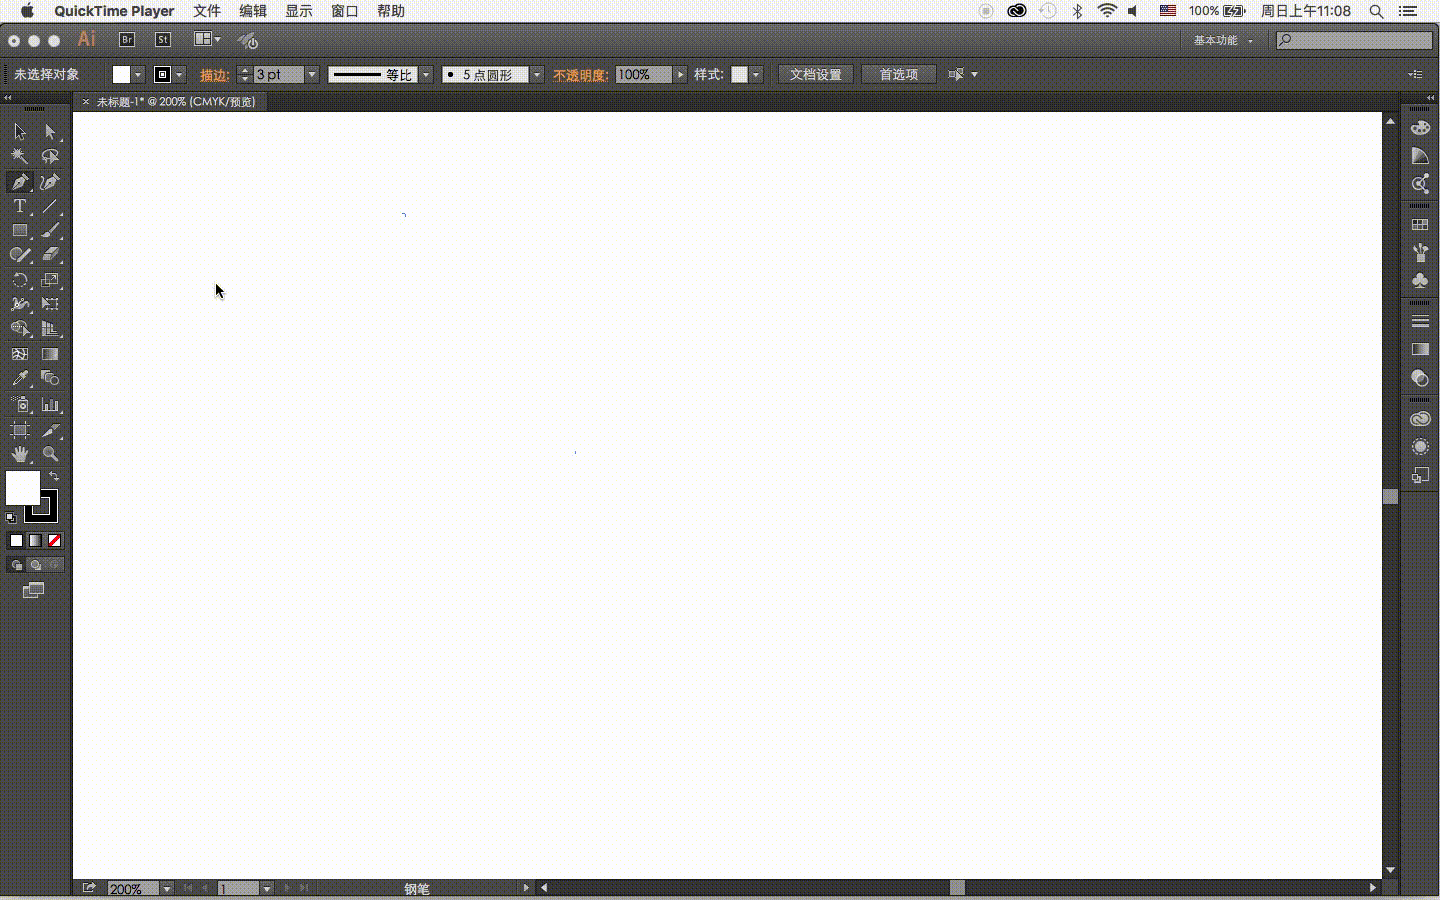 QuickTime Player 文件 编辑 显示 窗口 帮助 100% 周日上午11:08
Ai Br St 基本功能
未选择对象 描边: 3 pt 等比 5 点圆形 不透明度: 100% 样式: 文档设置 首选项
× 未标题-1* @ 200% (CMYK/预览)
T
200% 1 钢笔